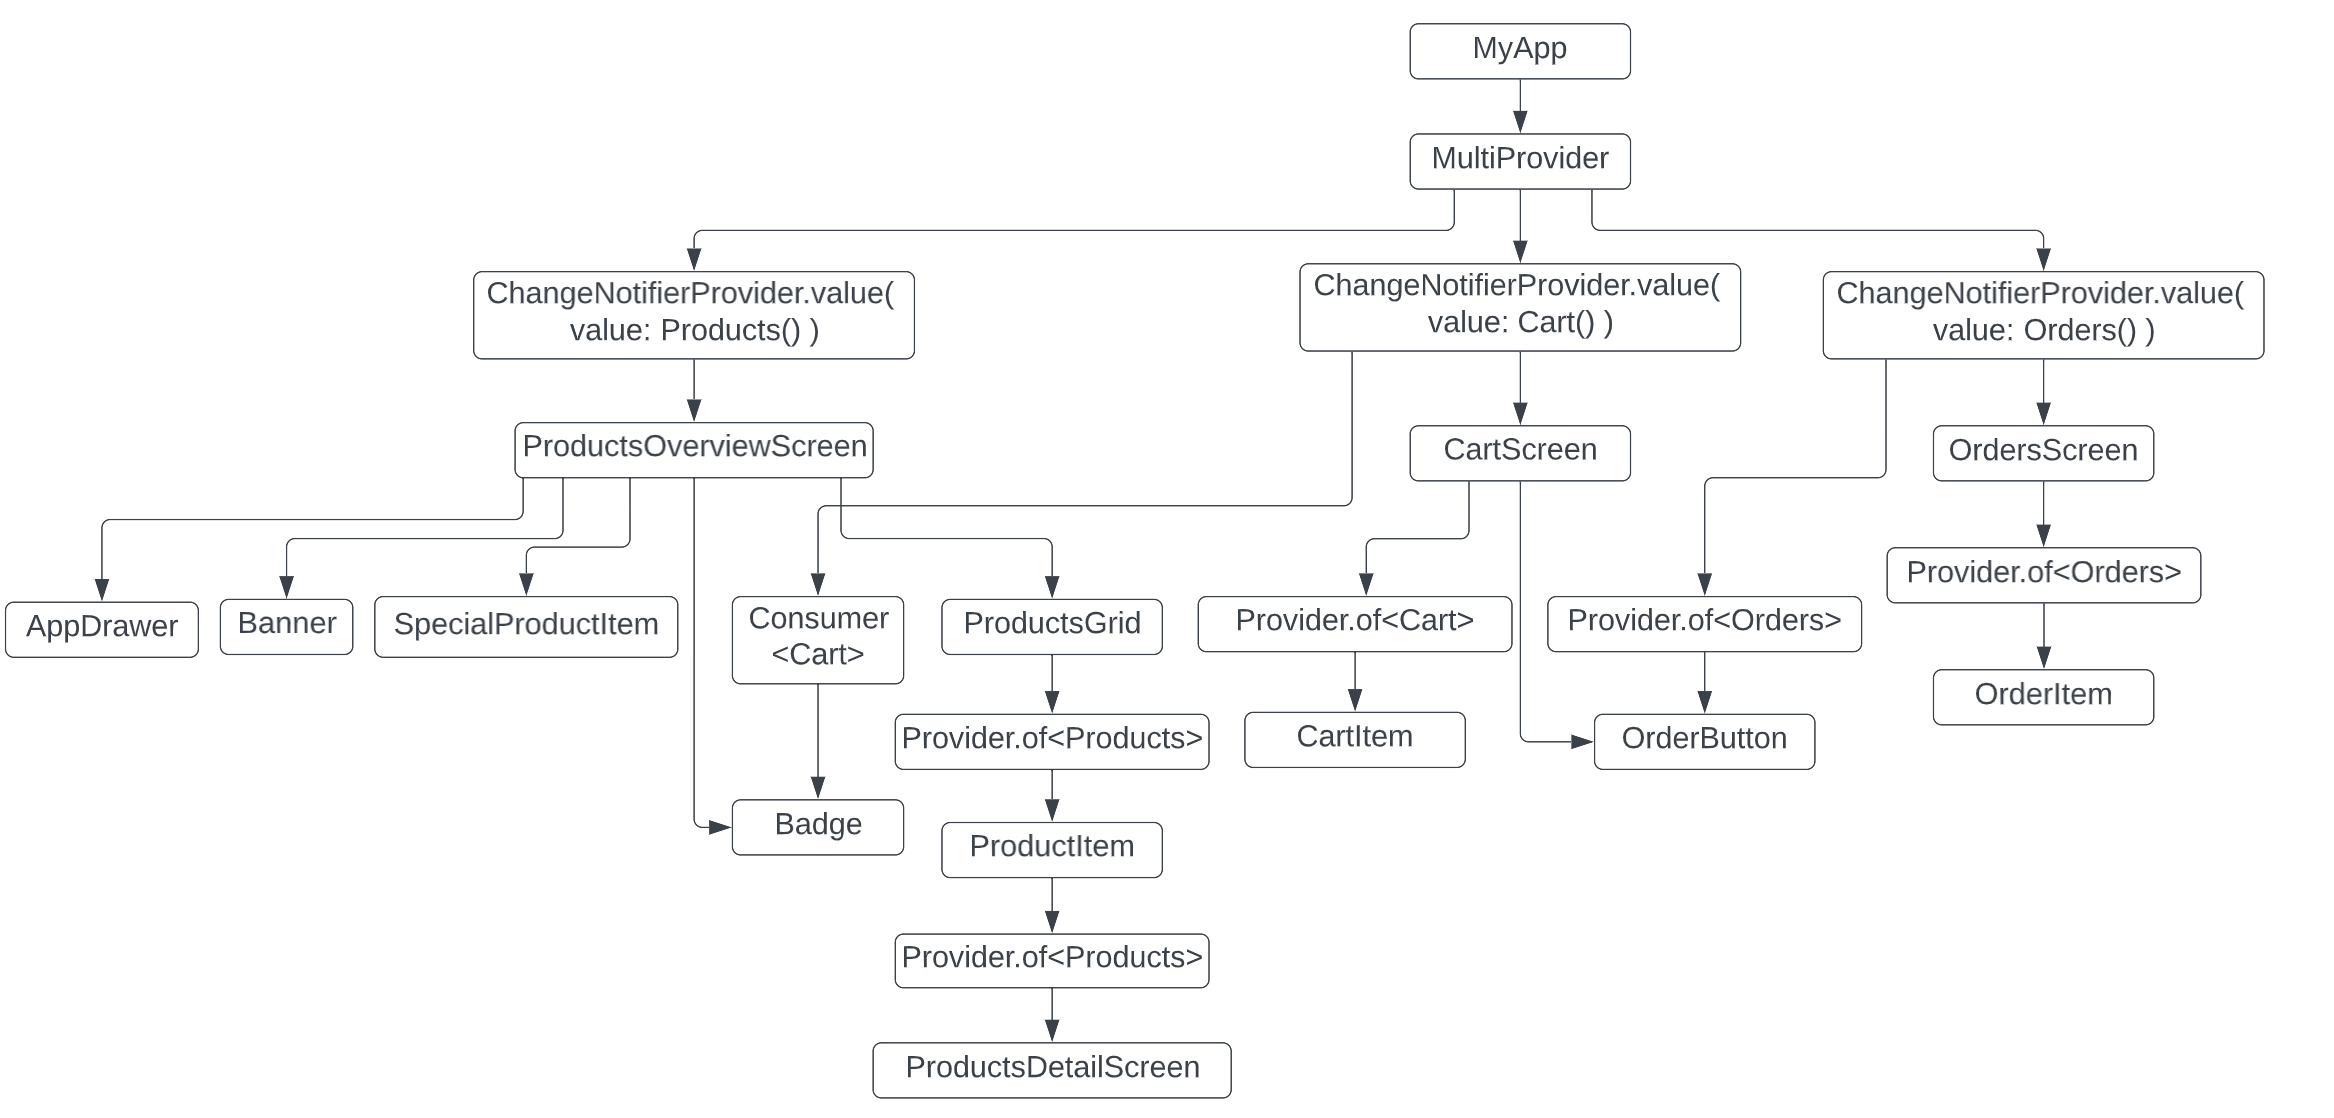 MyApp
MultiProvider
ChangeNotifierProvider.value(
value: Products() )
ChangeNotifierProvider.value(
value: Cart() )
ChangeNotifierProvider.value(
value: Orders() )
ProductsOverviewScreen
CartScreen
OrdersScreen
AppDrawer
Banner
SpecialProductItem
Consumer
<Cart>
ProductsGrid
Provider.of<Cart>
Provider.of<Orders>
Provider.of<Orders>
Provider.of<Products>
CartItem
OrderButton
OrderItem
Badge
ProductItem
Provider.of<Products>
ProductsDetailScreen